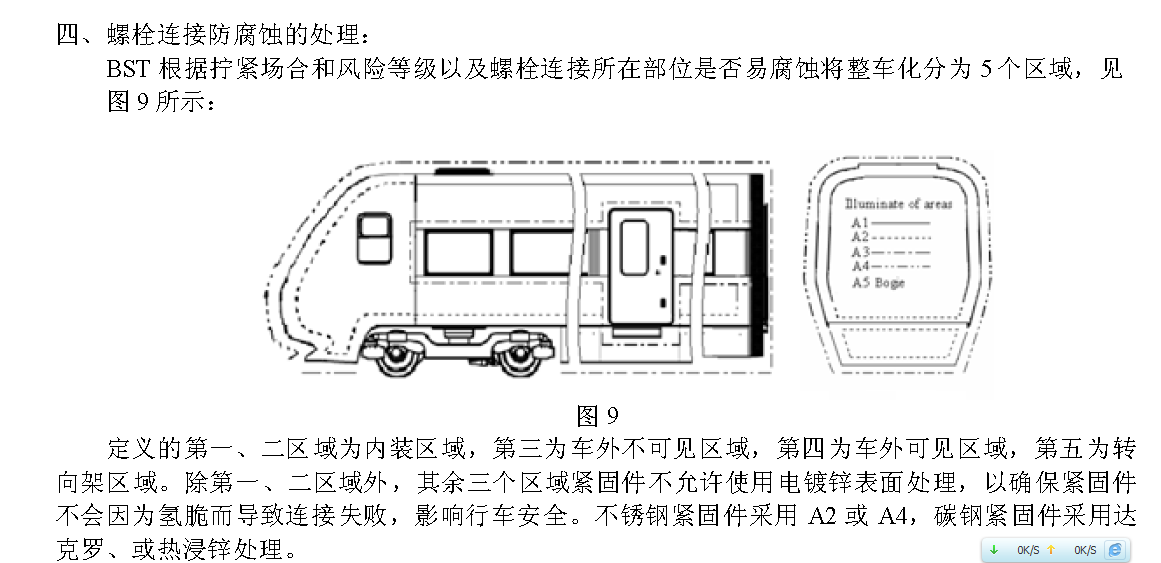 四、螺栓连接防腐蚀的处理：
BST 根据拧紧场合和风险等级以及螺栓连接所在部位是否易腐蚀将整车化分为 5 个区域，见
图 9 所示：
Illuminate of areas
A1
A2
A3
A4
A5 Bogie
图 9
定义的第一、二区域为内装区域，第三为车外不可见区域，第四为车外可见区域，第五为转
向架区域。除第一、二区域外，其余三个区域紧固件不允许使用电镀锌表面处理，以确保紧固件
不会因为氢脆而导致连接失败，影响行车安全。不锈钢紧固件采用 A2 或 A4，碳钢紧固件采用达
克罗、或热浸锌处理。
0K/S 0K/S